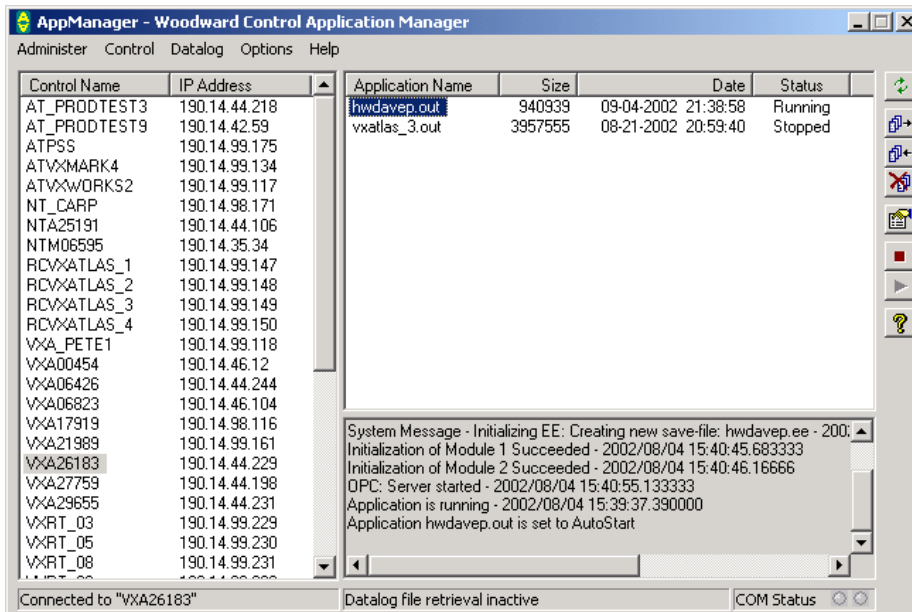 AppManager - Woodward Control Application Manager
Administer Control Datalog Options Help
Control Name IP Address
AT_PRODTEST3 190.14.44.218
AT_PRODTEST9 190.14.42.59
ATPSS 190.14.99.175
ATVXMARK4 190.14.99.134
ATVXWORKS2 190.14.99.117
NT_CARP 190.14.98.171
NTA25191 190.14.44.106
NTM06595 190.14.35.34
RCVXATLAS_1 190.14.99.147
RCVXATLAS_2 190.14.99.148
RCVXATLAS_3 190.14.99.149
RCVXATLAS_4 190.14.99.150
VXA_PETE1 190.14.99.118
VXA00454 190.14.46.12
VXA06426 190.14.44.244
VXA06823 190.14.46.104
VXA17919 190.14.98.116
VXA21989 190.14.99.161
VXA26183 190.14.44.229
VXA27759 190.14.44.198
VXA29655 190.14.44.231
VXRT_03 190.14.99.229
VXRT_05 190.14.99.230
VXRT_08 190.14.99.231
Application Name Size Date Status
hwdavep.out 940939 09-04-2002 21:38:58 Running
vxatlas_3.out 3957555 08-21-2002 20:59:40 Stopped
System Message - Initializing EE: Creating new save-file: hwdavep.ee - 200
Initialization of Module 1 Succeeded - 2002/08/04 15:40:45.683333
Initialization of Module 2 Succeeded - 2002/08/04 15:40:46.16666
OPC: Server started - 2002/08/04 15:40:55.133333
Application is running - 2002/08/04 15:39:37.390000
Application hwdavep.out is set to AutoStart
Connected to "VXA26183" Datalog file retrieval inactive COM Status